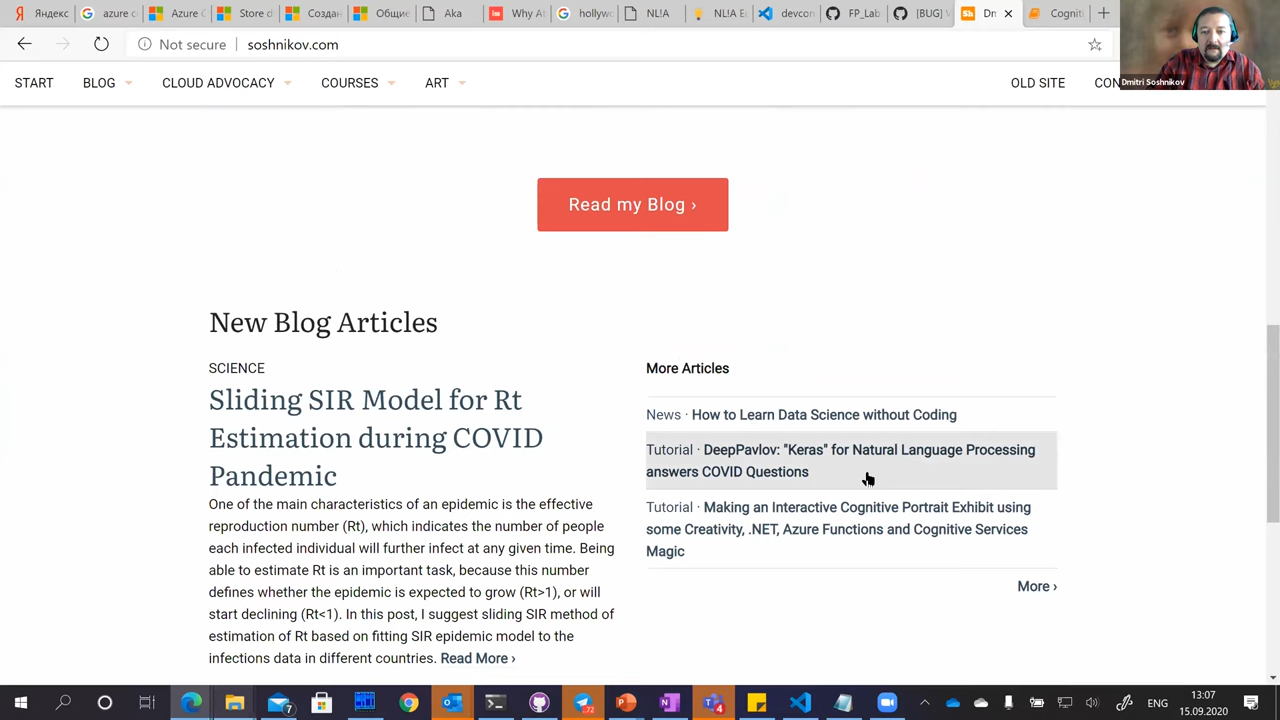 Яндекс
azure c
Azure C
Store d
Создан
Общие
Aka
Why AI
hollyw
NL!A
NL!A E
devcon
FP_Lab
[BUG]
Dm
Cogniti
Not secure
soshnikov.com
Dmitri Soshnikov
START
BLOG
CLOUD ADVOCACY
COURSES
ART
OLD SITE
CON
Read my Blog ›
New Blog Articles
SCIENCE
Sliding SIR Model for Rt
Estimation during COVID
Pandemic
One of the main characteristics of an epidemic is the effective
reproduction number (Rt), which indicates the number of people
each infected individual will further infect at any given time. Being
able to estimate Rt is an important task, because this number
defines whether the epidemic is expected to grow (Rt>1), or will
start declining (Rt<1). In this post, I suggest sliding SIR method of
estimation of Rt based on fitting SIR epidemic model to the
infections data in different countries. Read More ›
More Articles
News · How to Learn Data Science without Coding
Tutorial · DeepPavlov: "Keras" for Natural Language Processing
answers COVID Questions
Tutorial · Making an Interactive Cognitive Portrait Exhibit using
some Creativity, .NET, Azure Functions and Cognitive Services
Magic
More ›
7
72
4
ENG
13:07
15.09.2020